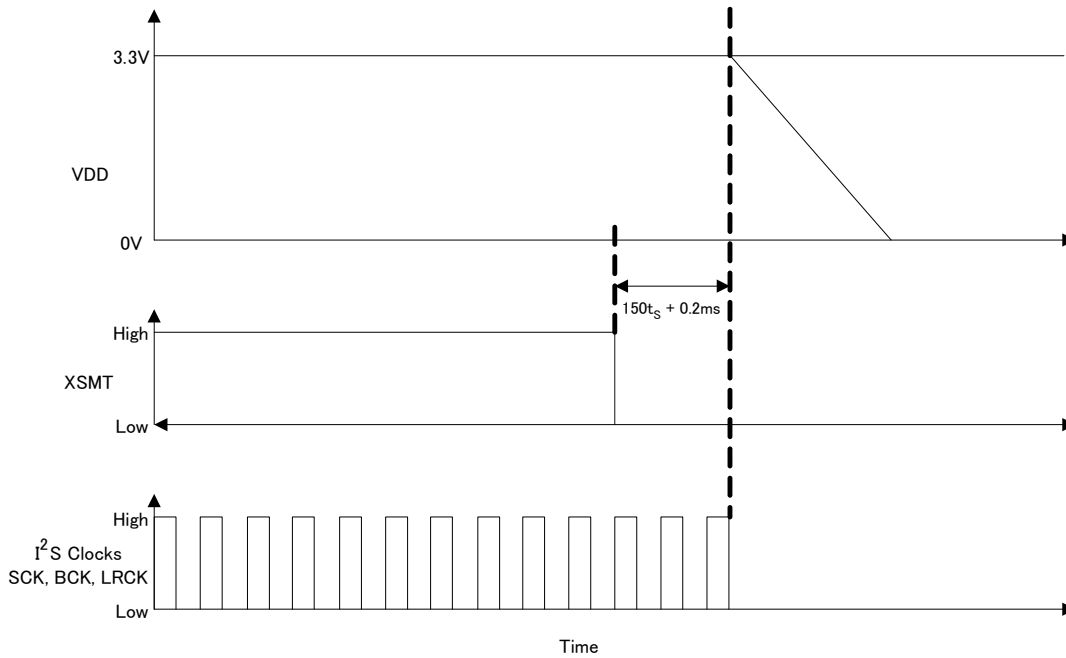 3.3V
VDD
0V
150tS + 0.2ms
High
XSMT
Low
High
I2S Clocks
SCK, BCK, LRCK
Low
Time